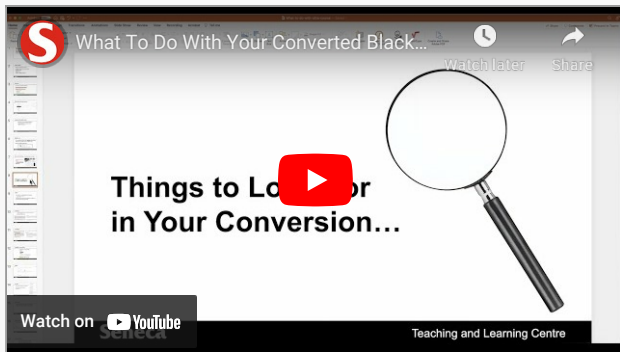 What To Do With Your Converted Black...
Watch later
Share
Things to Lo or
in Your Conversion...
Watch on YouTube
Seneca
Teaching and Learning Centre